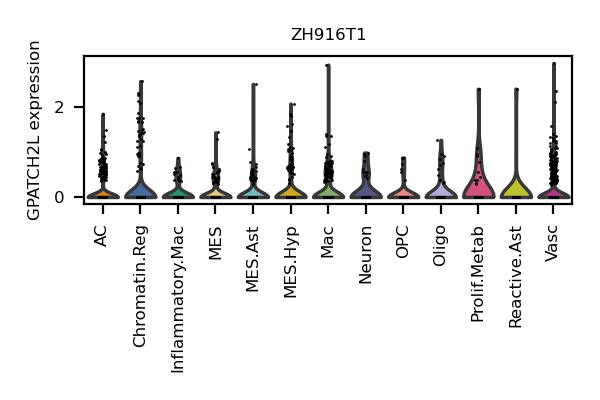 ZH916T1
GPATCH2L expression
2
0
AC
Chromatin.Reg
Inflammatory.Mac
MES
MES.Ast
MES.Hyp
Mac
Neuron
OPC
Oligo
Prolif.Metab
Reactive.Ast
Vasc